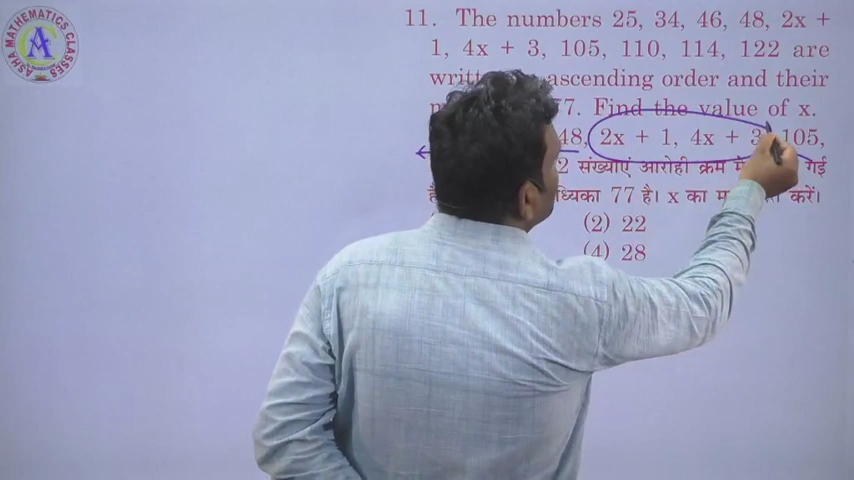 ASHA MATHEMATICS CLASSES
CA
11. The numbers 25, 34, 46, 48, 2x +
1, 4x + 3, 105, 110, 114, 122 are
ascending order and their
77. Find the value of x.
48, 2x + 1, 4x + 3, 105,
2 संख्याएं आरोही क्रम
77 है। x का करें।
(2) 22
(4) 28